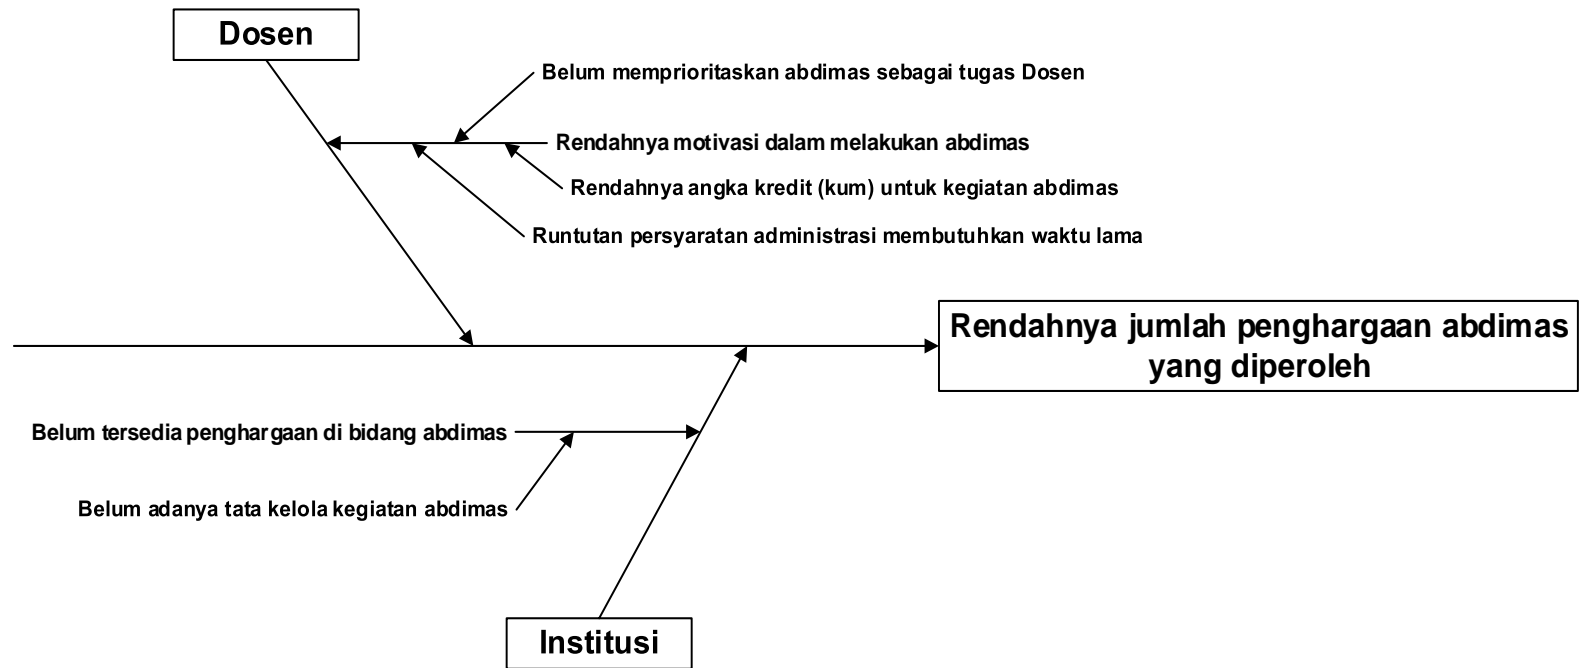 Dosen
Belum memprioritaskan abdimas sebagai tugas Dosen
Rendahnya motivasi dalam melakukan abdimas
Rendahnya angka kredit (kum) untuk kegiatan abdimas
Runtutan persyaratan administrasi membutuhkan waktu lama
Rendahnya jumlah penghargaan abdimas
yang diperoleh
Belum tersedia penghargaan di bidang abdimas
Belum adanya tata kelola kegiatan abdimas
Institusi